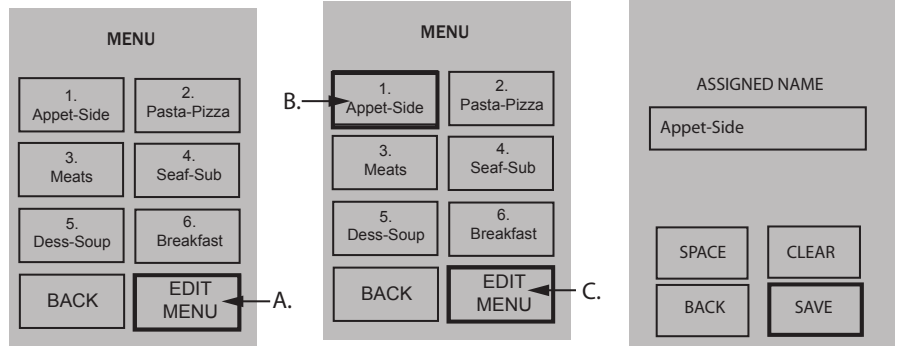 MENU
1.
Appet-Side
2.
Pasta-Pizza
3.
Meats
4.
Seaf-Sub
5.
Dess-Soup
6.
Breakfast
BACK
EDIT
MENU
A.
MENU
B.
1.
Appet-Side
2.
Pasta-Pizza
3.
Meats
4.
Seaf-Sub
5.
Dess-Soup
6.
Breakfast
BACK
EDIT
MENU
C.
ASSIGNED NAME
Appet-Side
SPACE
CLEAR
BACK
SAVE